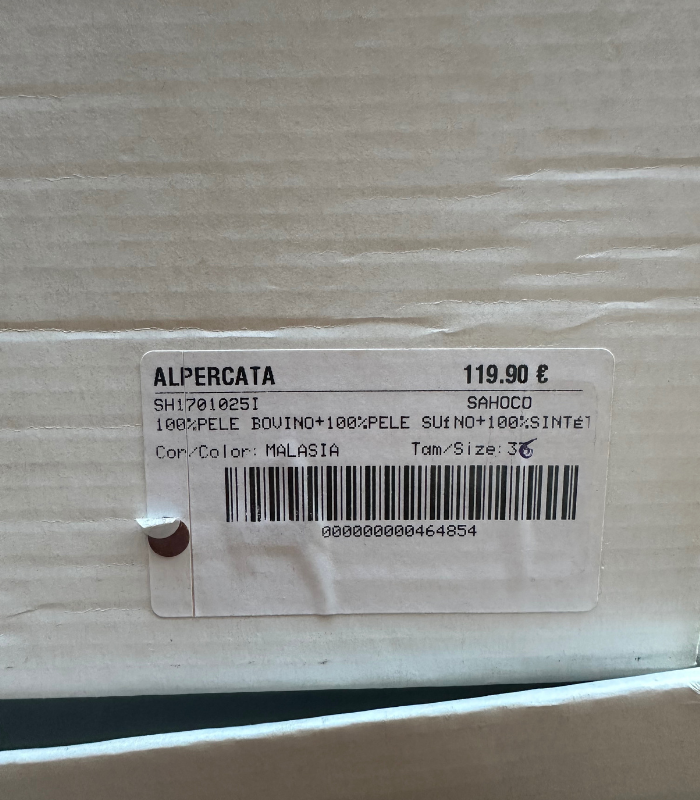 ALPERCATA 119.90 €
SH1701025I SAHOCO
100%PELE BOVINO+100%PELE SUíNO+100%SINTÉT
Cor/Color: MALASIA Tam/Size: 36
000000000464854